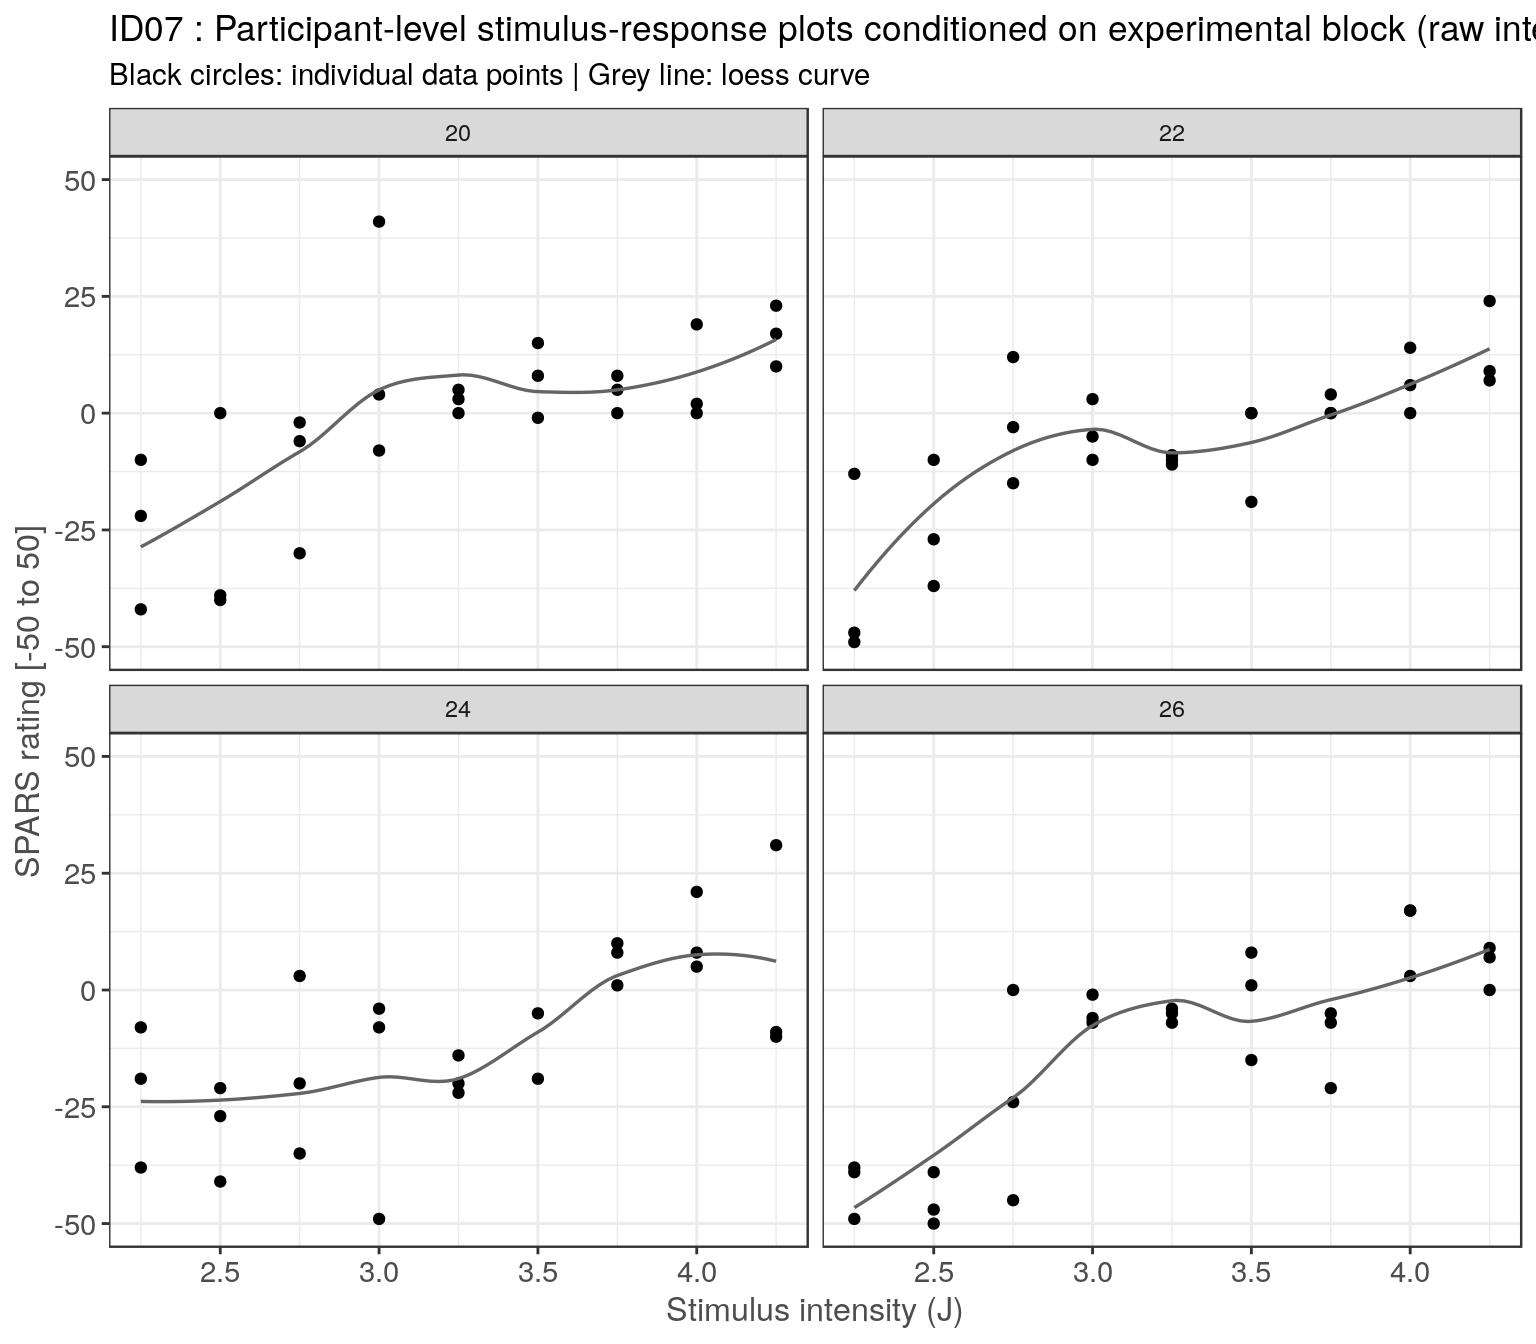 ID07 : Participant-level stimulus-response plots conditioned on experimental block (raw
Black circles: individual data points | Grey line: loess curve
20
22
50
25
0
-25
-50
24
26
50
25
0
-25
-50
SPARS rating [-50 to 50]
2.5 3.0 3.5 4.0
2.5 3.0 3.5 4.0
Stimulus intensity (J)